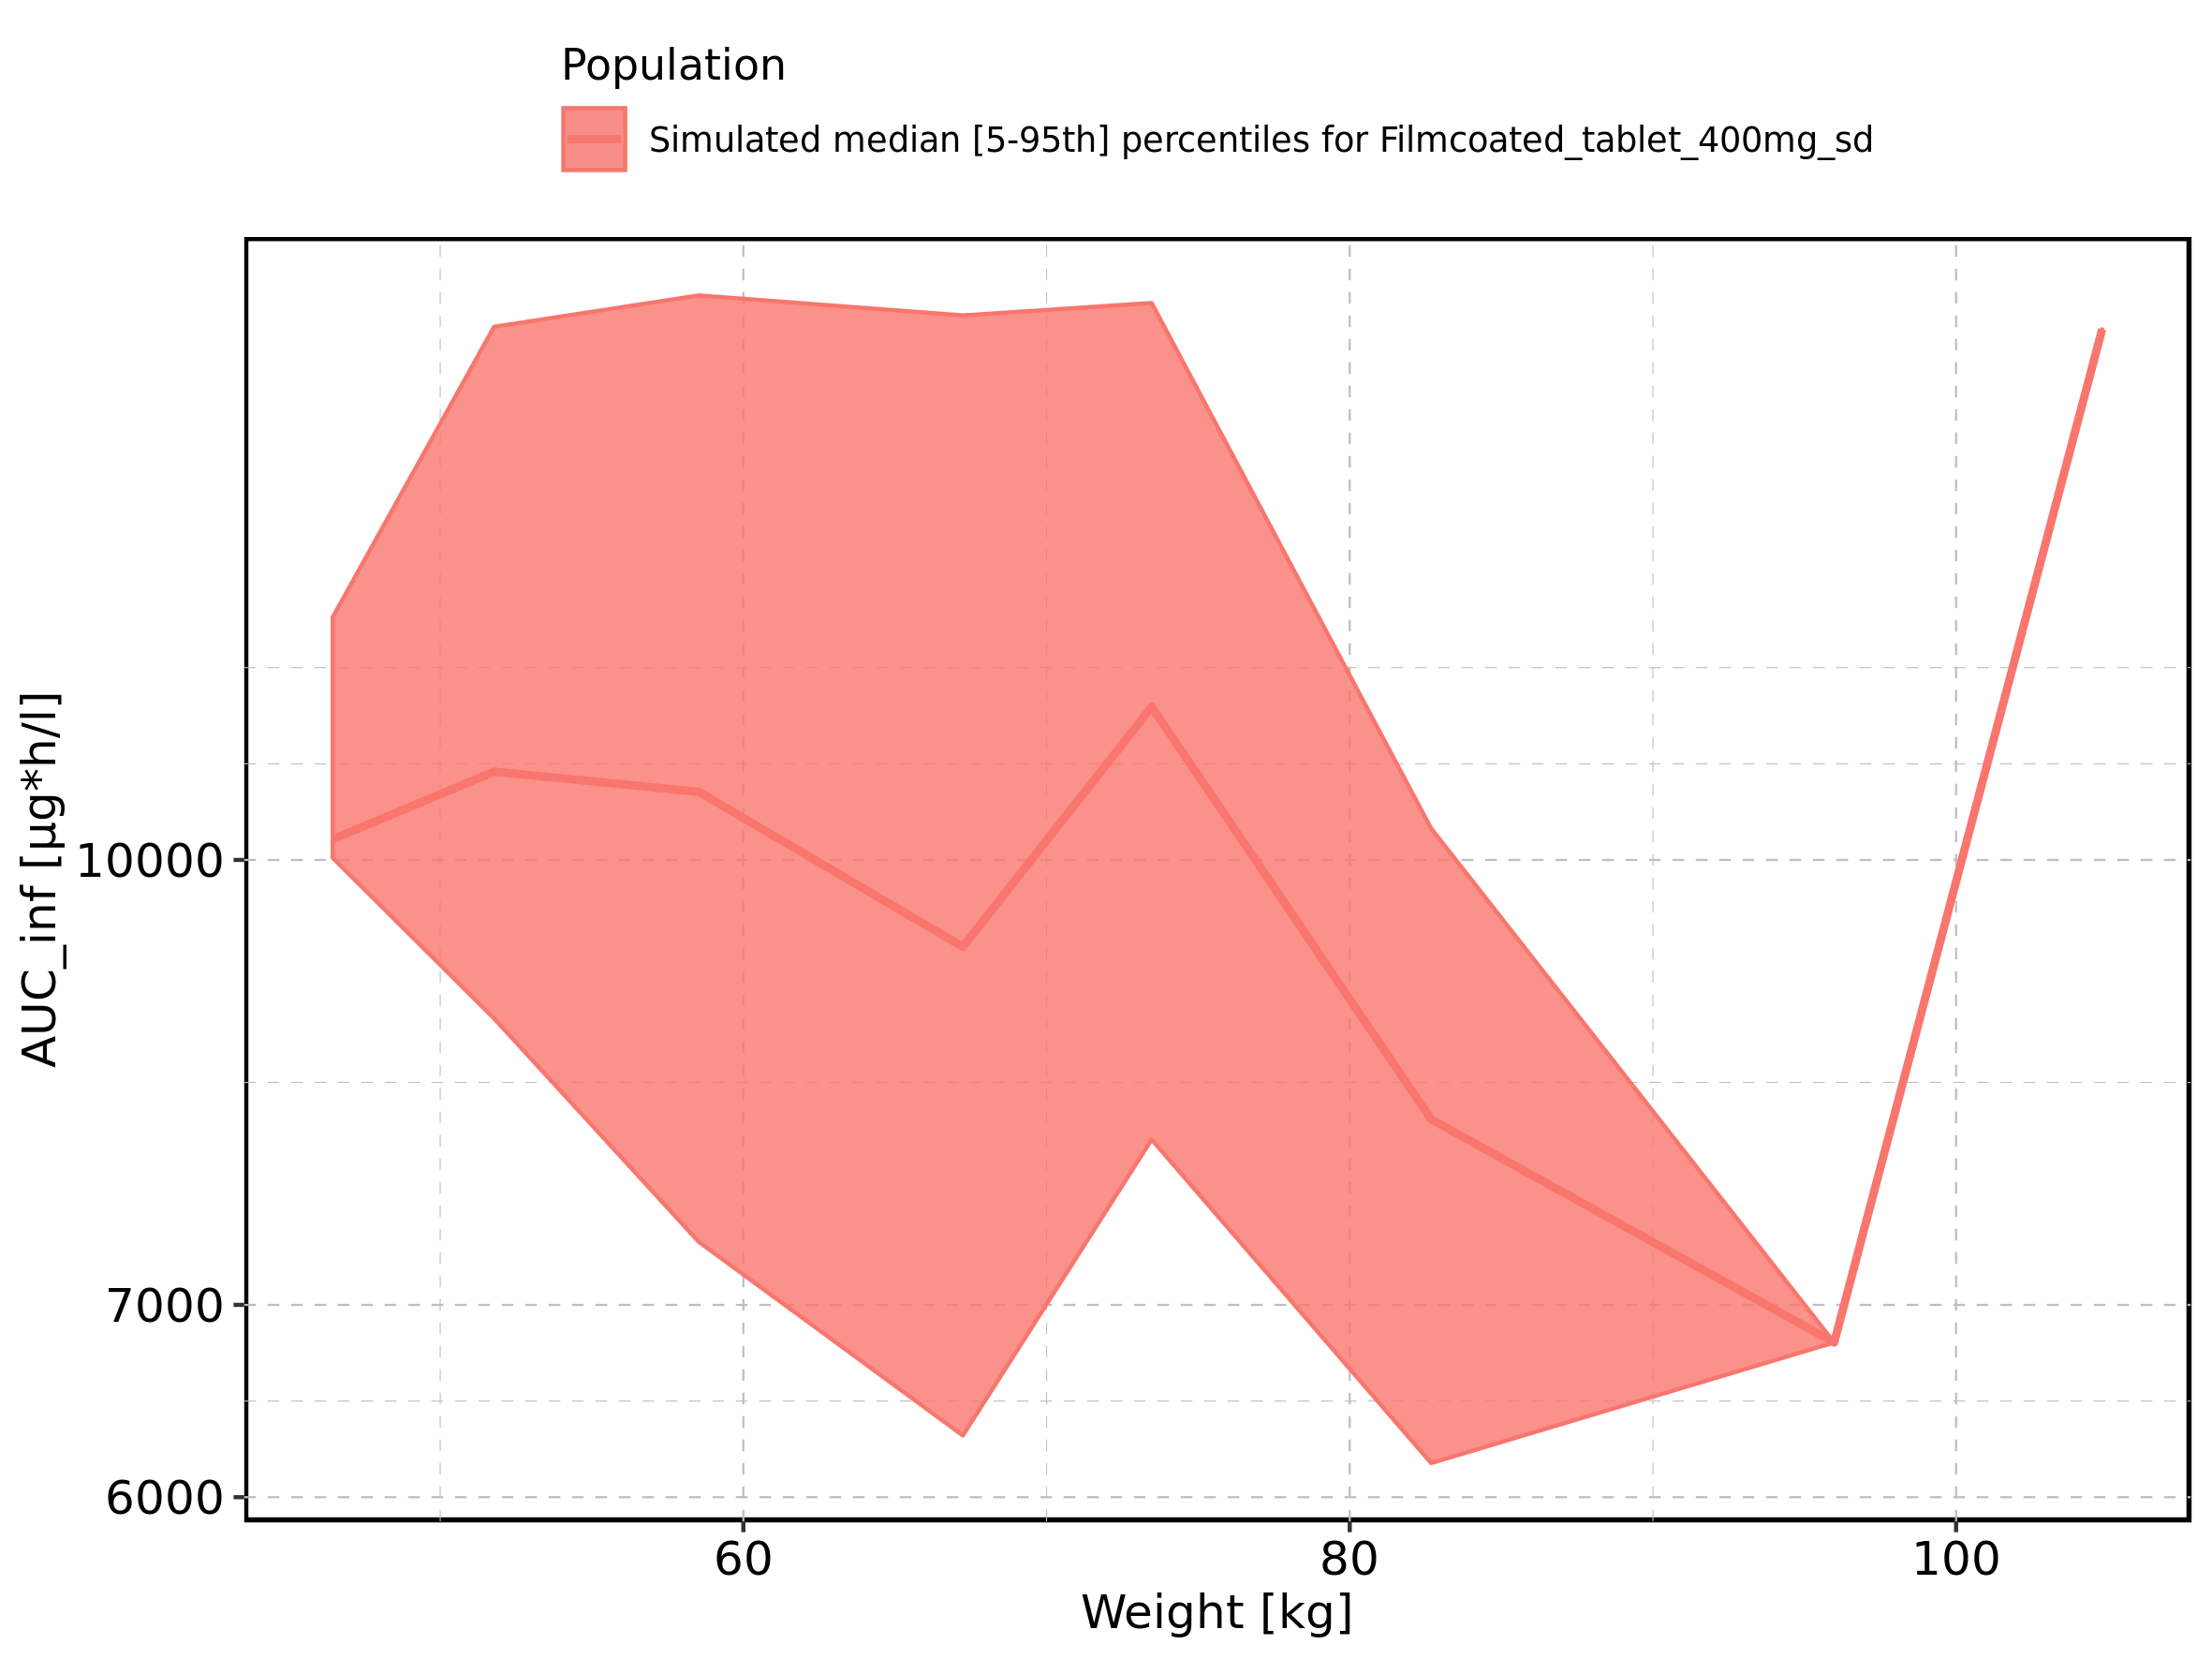 Population
Simulated median [5-95th] percentiles for Filmcoated_tablet_400mg_sd
AUC_inf [µg*h/l]
10000
7000
6000
60 80 100
Weight [kg]